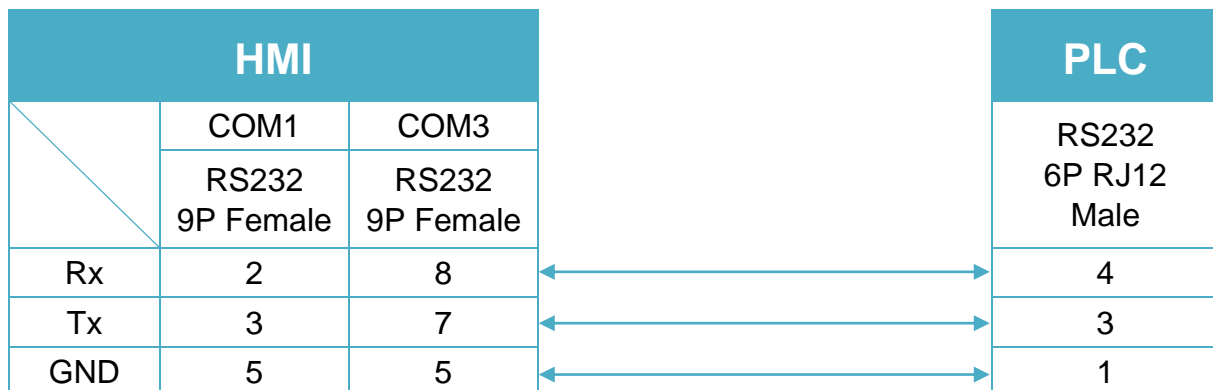 HMI PLC
COM1 COM3
RS232
9P Female
RS232
9P Female
RS232
6P RJ12
Male
Rx 2 8 4
Tx 3 7 3
GND 5 5 1